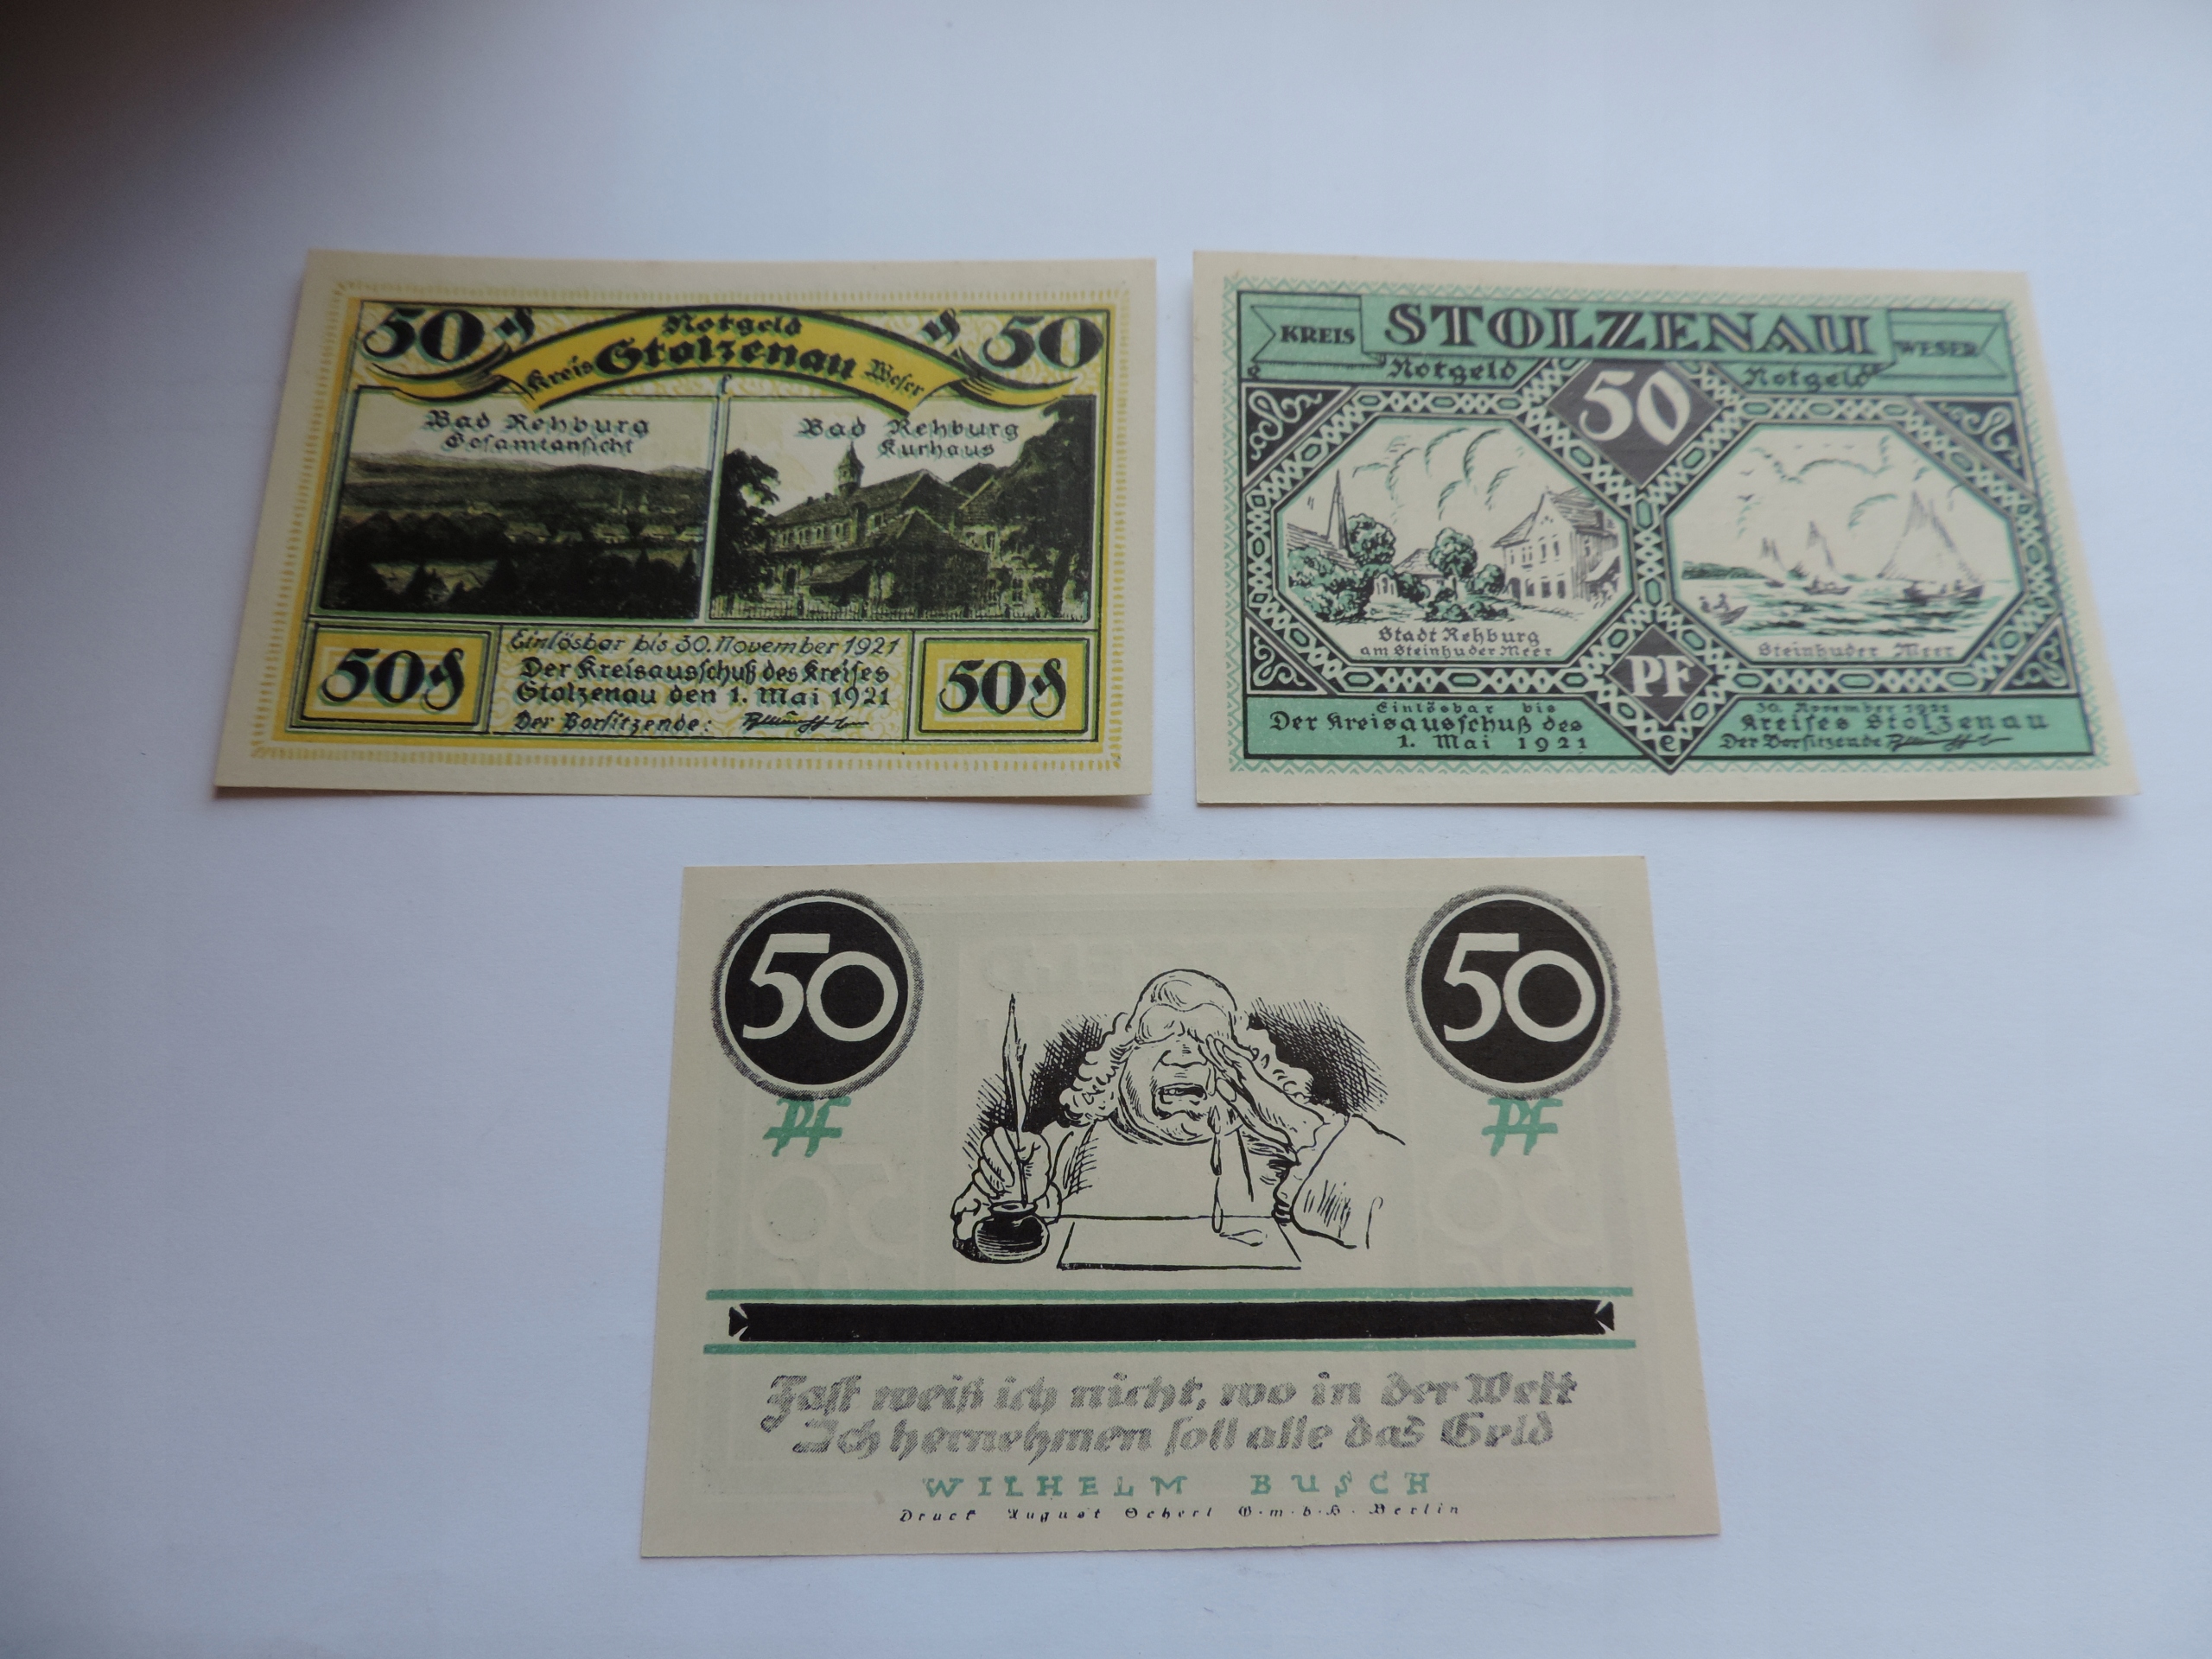 50 ₰
Notgeld
Kreis Stolzenau Weser
₰ 50
f
Bad Rehburg
Gesamtansicht
Bad Rehburg
Kurhaus
50 ₰
Einlösbar bis 30. November 1921
Der Kreisausschuß des Kreises
Stolzenau den 1. Mai 1921
Der Vorsitzende:
50 ₰
KREIS STOLZENAU WESER
Notgeld 50 Notgeld
e
Stadt Rehburg
am Steinhuder Meer
Steinhuder Meer
PF
Einlösbar bis 30. November 1921
Der Kreisausschuß des Kreises Stolzenau
1. Mai 1921 e Der Vorsitzende
50 50
Pf Pf
Fast weiß ich nicht, wo in der Welt
Ich hernehmen soll alle das Geld
WILHELM BUSCH
Druck August Scherl G.m.b.H. Berlin